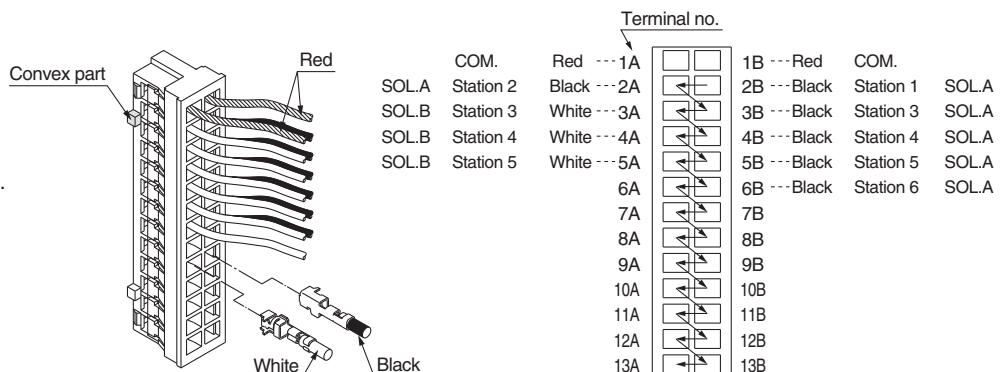 Terminal no.
Convex part
Red
COM. Red 1A 1B Red COM.
SOL.A Station 2 Black 2A 2B Black Station 1 SOL.A
SOL.B Station 3 White 3A 3B Black Station 3 SOL.A
SOL.B Station 4 White 4A 4B Black Station 4 SOL.A
SOL.B Station 5 White 5A 5B Black Station 5 SOL.A
6A 6B Black Station 6 SOL.A
7A 7B
8A 8B
9A 9B
10A 10B
11A 11B
12A 12B
13A 13B
White Black